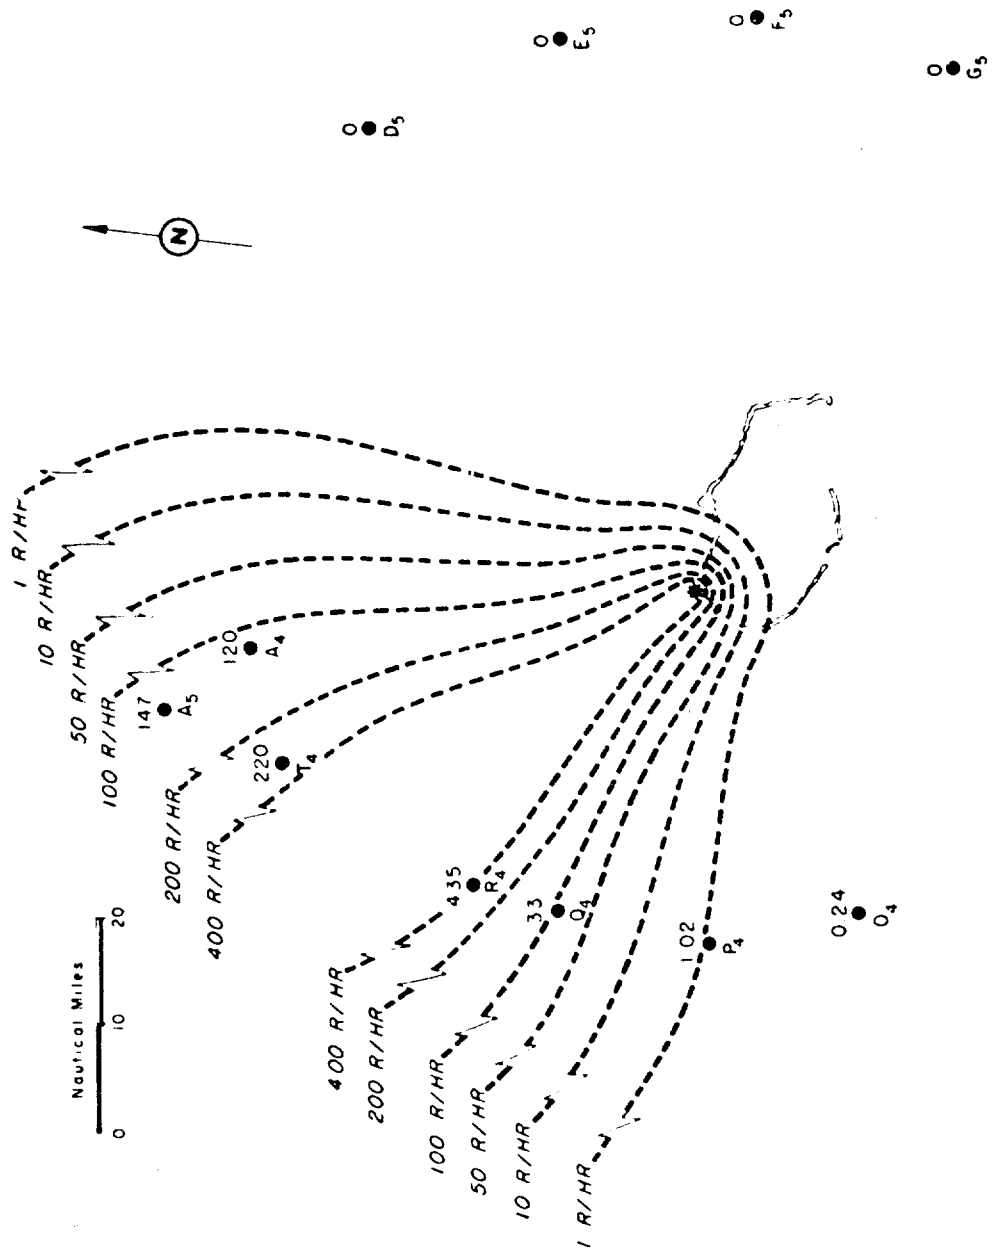 Nautical Miles
0 10 20
N
1 R/HR
10 R/HR
50 R/HR
100 R/HR
200 R/HR
400 R/HR
400 R/HR
200 R/HR
100 R/HR
50 R/HR
10 R/HR
1 R/HR
147
A5
120
A4
220
T4
435
R4
33
Q4
1 02
P4
0 24
O4
0
D5
0
E5
0
F5
0
G5